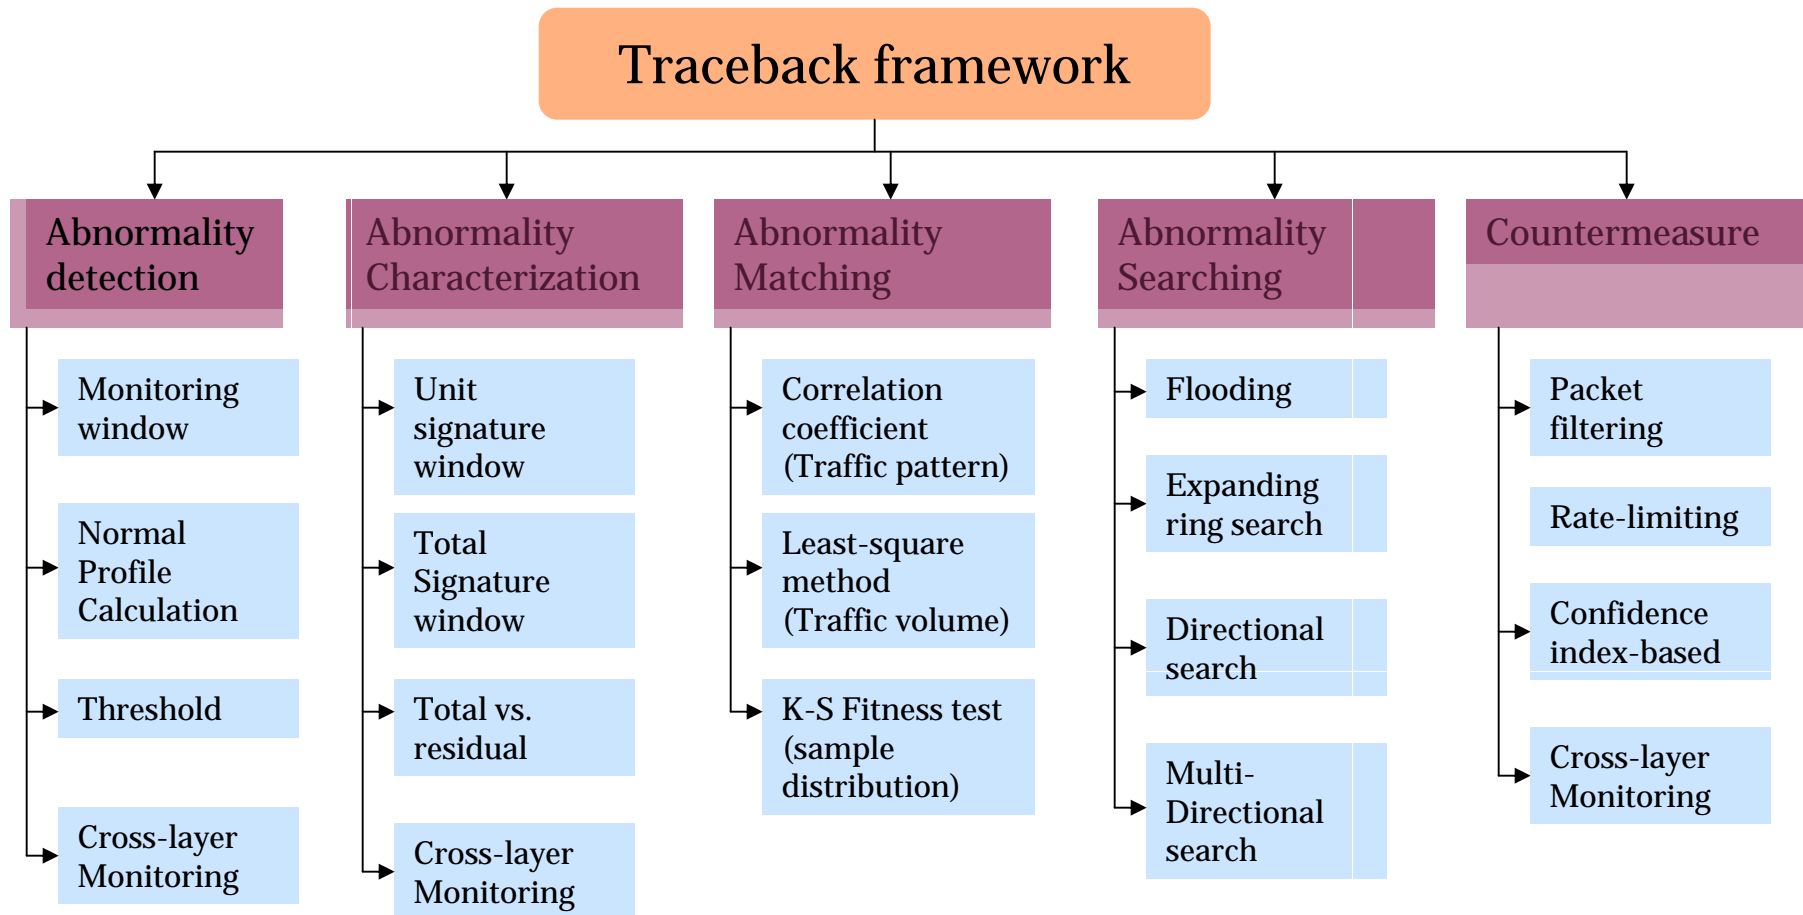 Traceback framework
Abnormality
detection
Monitoring
window
Normal
Profile
Calculation
Threshold
Cross-layer
Monitoring
Abnormality
Characterization
Unit
signature
window
Total
Signature
window
Total vs.
residual
Cross-layer
Monitoring
Abnormality
Matching
Correlation
coefficient
(Traffic pattern)
Least-square
method
(Traffic volume)
K-S Fitness test
(sample
distribution)
Abnormality
Searching
Flooding
Expanding
ring search
Directional
search
Multi-
Directional
search
Countermeasure
Packet
filtering
Rate-limiting
Confidence
index-based
Cross-layer
Monitoring